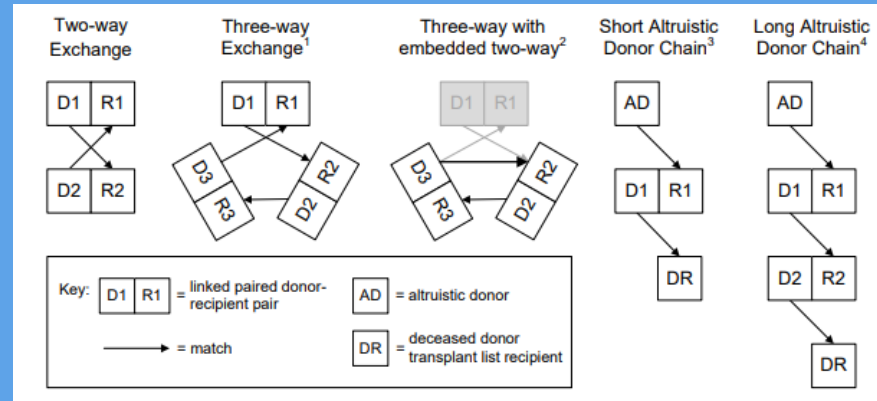 Two-way
Exchange
D1 R1
D2 R2
Three-way
Exchange1
D1 R1
D3 R3
R2 D2
Three-way with
embedded two-way2
D1 R1
D3 R3
R2 D2
Short Altruistic
Donor Chain3
AD
D1 R1
DR
Long Altruistic
Donor Chain4
AD
D1 R1
D2 R2
DR
Key: D1 R1 = linked paired donor-
recipient pair
= match
AD = altruistic donor
DR = deceased donor
transplant list recipient